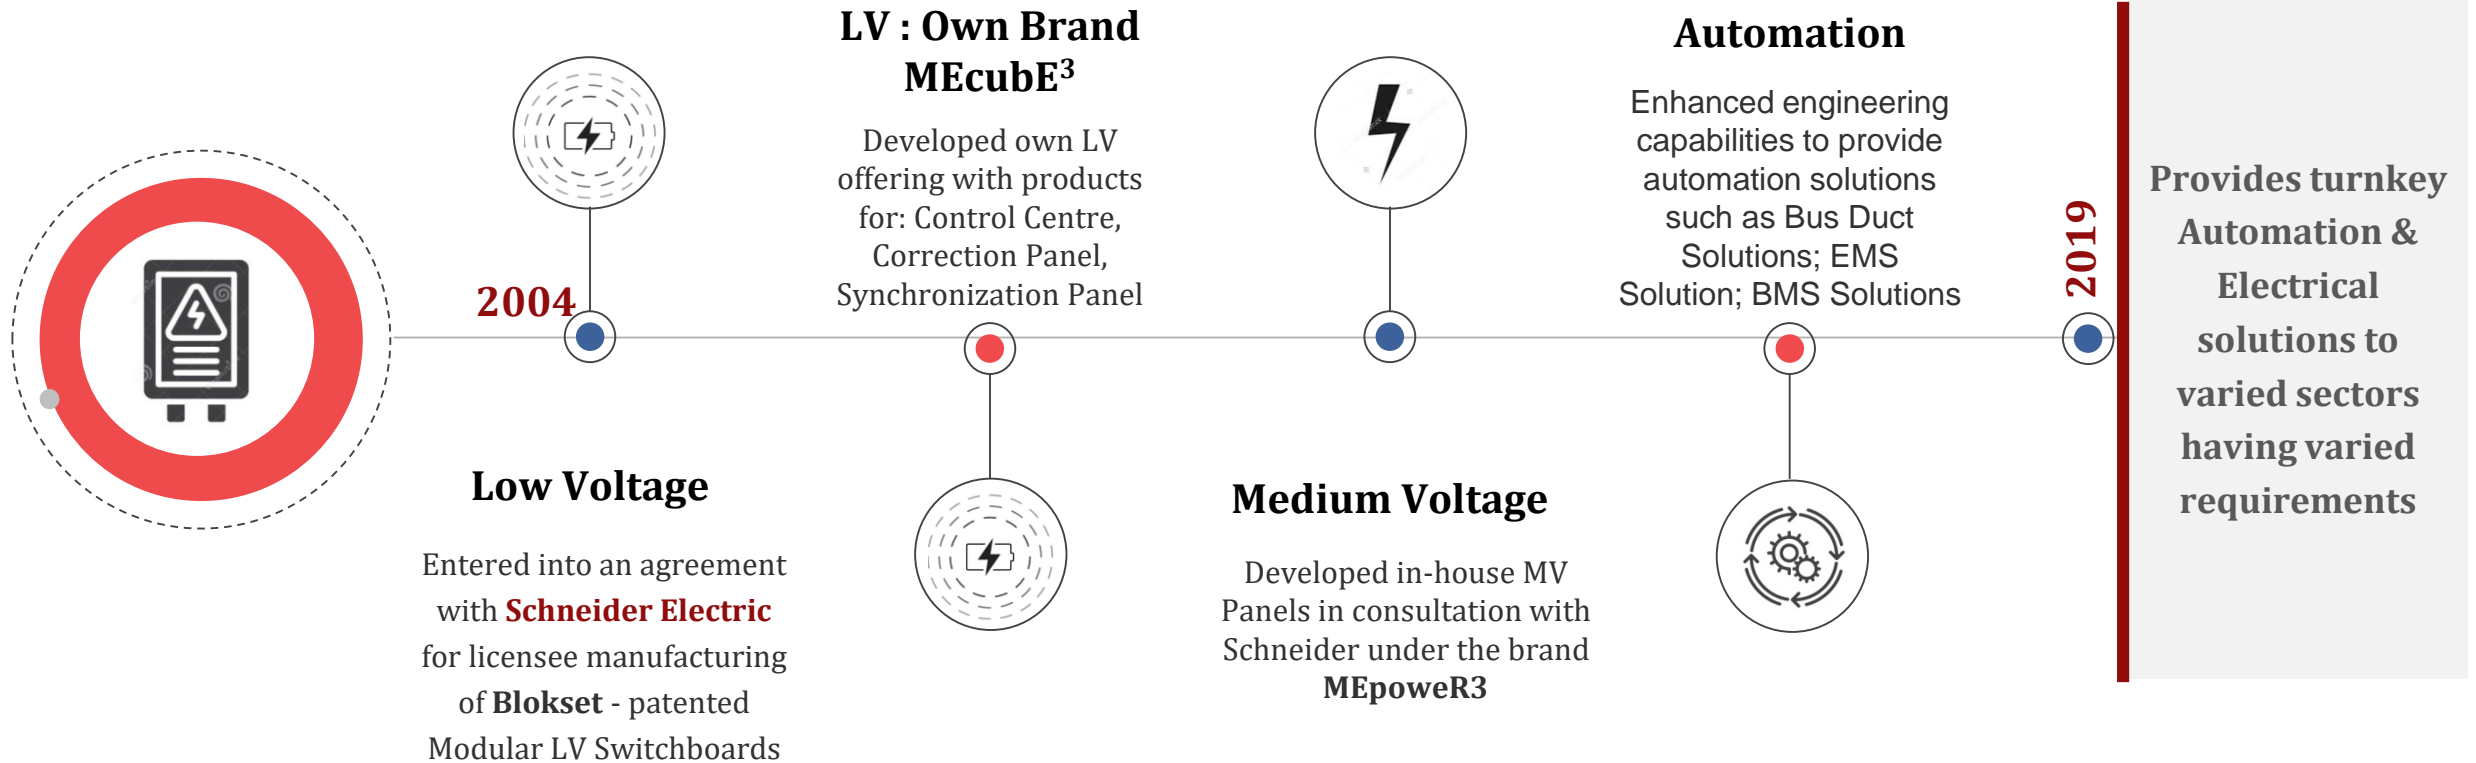 2004
Low Voltage
Entered into an agreement
with Schneider Electric
for licensee manufacturing
of Blokset - patented
Modular LV Switchboards
LV : Own Brand
MEcubE³
Developed own LV
offering with products
for: Control Centre,
Correction Panel,
Synchronization Panel
Medium Voltage
Developed in-house MV
Panels in consultation with
Schneider under the brand
MEpoweR3
Automation
Enhanced engineering
capabilities to provide
automation solutions
such as Bus Duct
Solutions; EMS
Solution; BMS Solutions
2019
Provides turnkey
Automation &
Electrical
solutions to
varied sectors
having varied
requirements